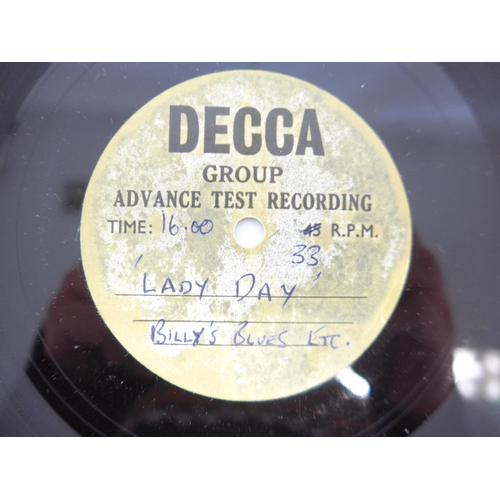 DECCA
GROUP
ADVANCE TEST RECORDING
TIME: 16.00 45 R.P.M.
33
'LADY DAY'
BILLY'S BLUES ETC.